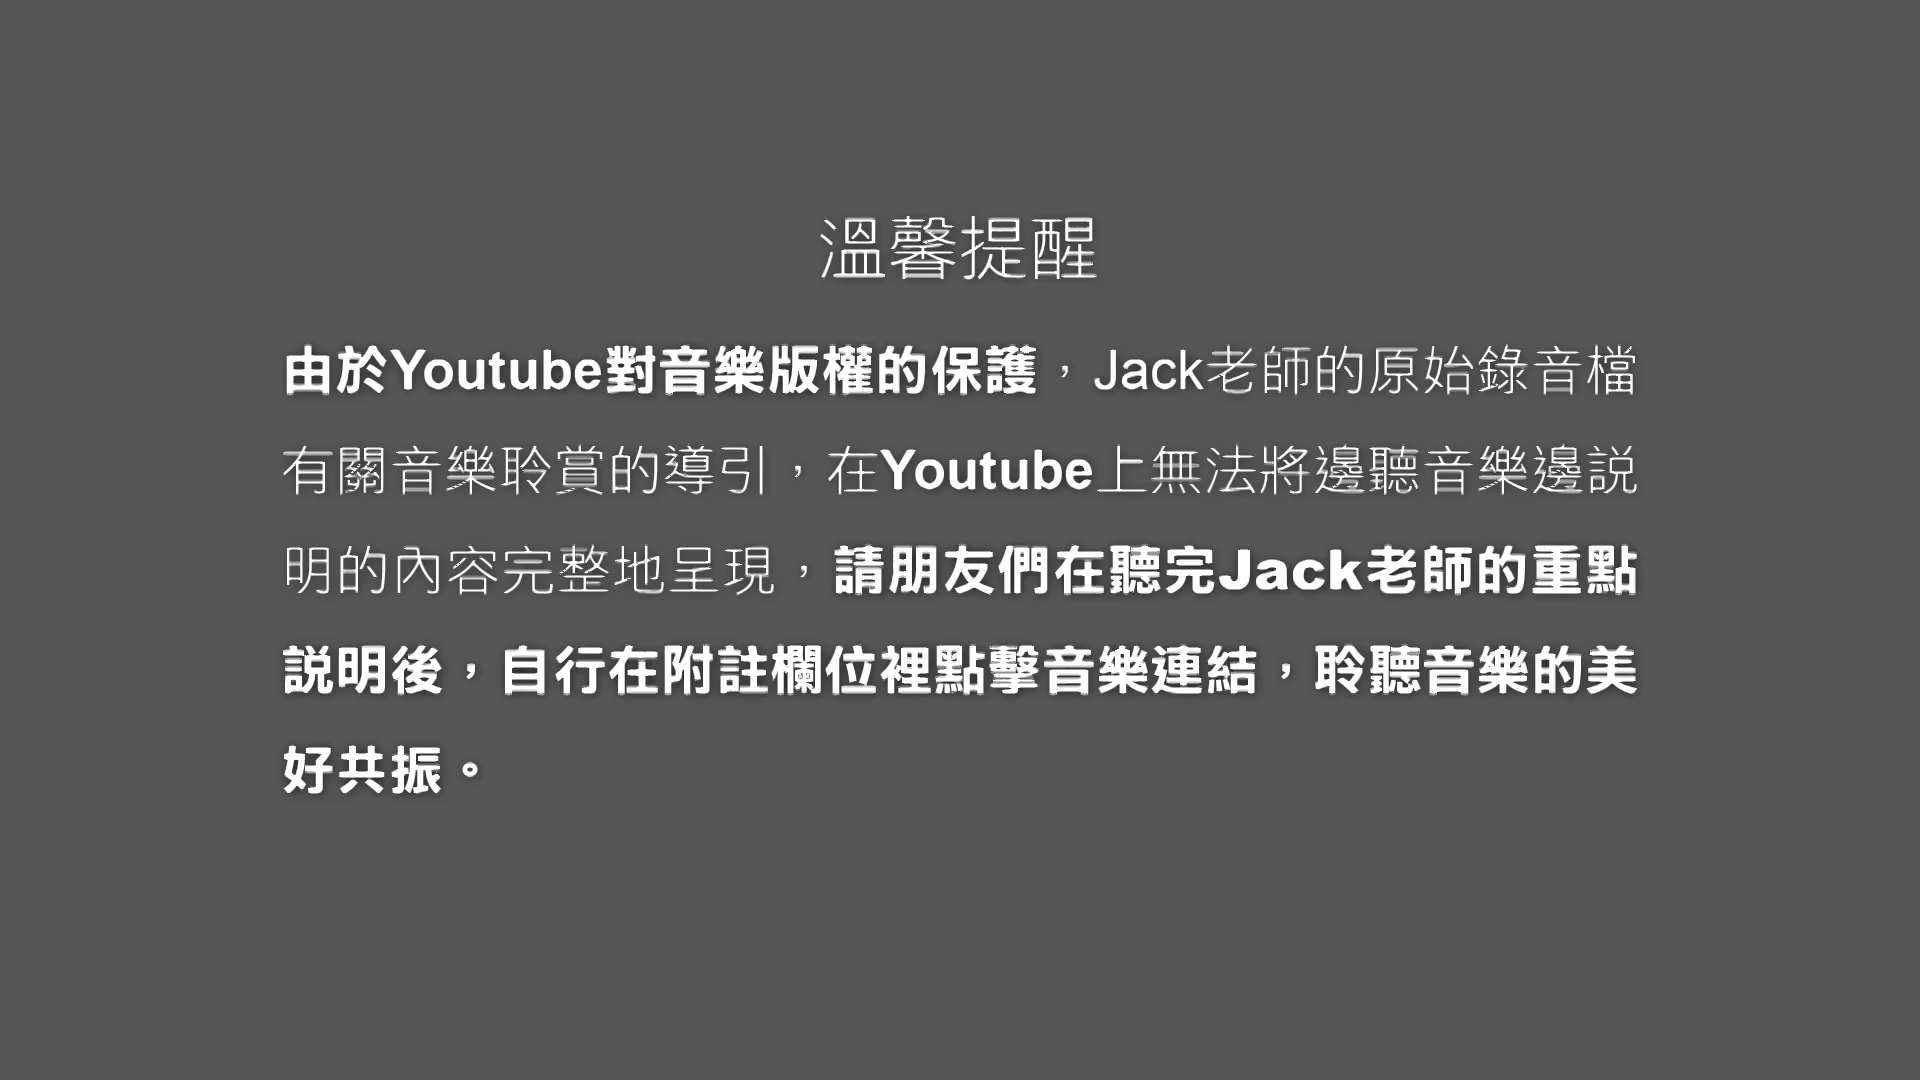 溫馨提醒
由於Youtube對音樂版權的保護，Jack老師的原始錄音檔
有關音樂聆賞的導引，在Youtube上無法將邊聽音樂邊説
明的內容完整地呈現，請朋友們在聽完Jack老師的重點
説明後，自行在附註欄位裡點擊音樂連結，聆聽音樂的美
好共振。